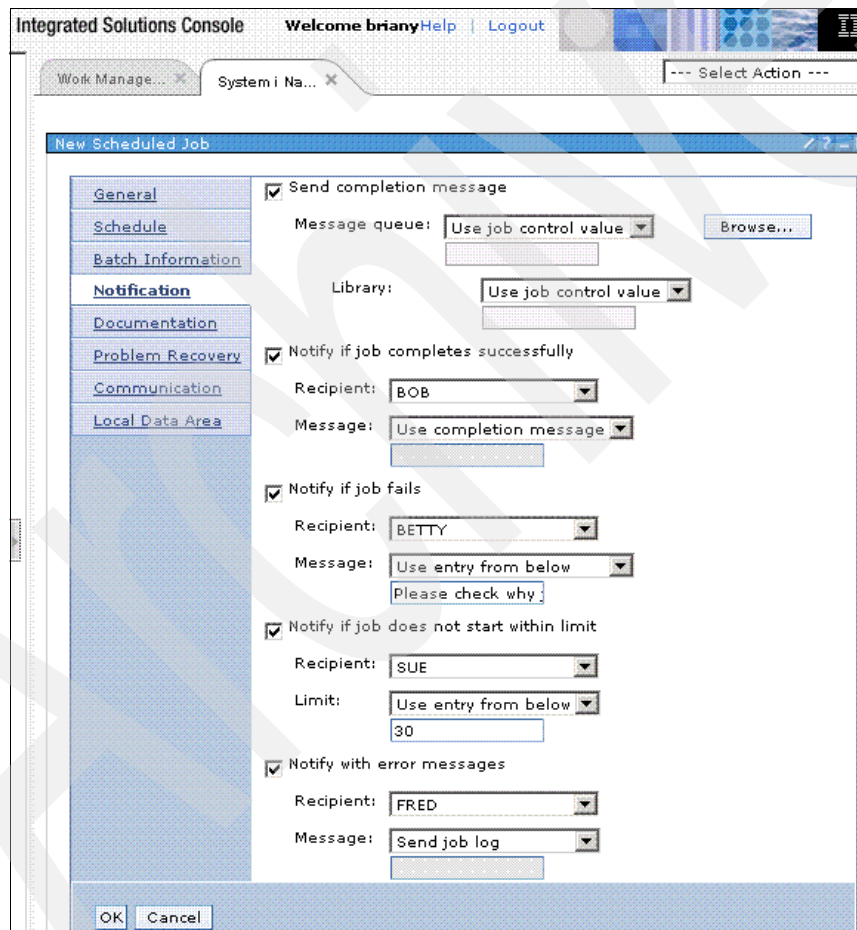 Integrated Solutions Console Welcome briany Help | Logout IBM
Work Manage... System i Na... --- Select Action ---
New Scheduled Job
General
Schedule
Batch Information
Notification
Documentation
Problem Recovery
Communication
Local Data Area
Send completion message
Message queue: Use job control value Browse...
Library: Use job control value
Notify if job completes successfully
Recipient: BOB
Message: Use completion message
Notify if job fails
Recipient: BETTY
Message: Use entry from below
Please check why
Notify if job does not start within limit
Recipient: SUE
Limit: Use entry from below
30
Notify with error messages
Recipient: FRED
Message: Send job log
OK Cancel